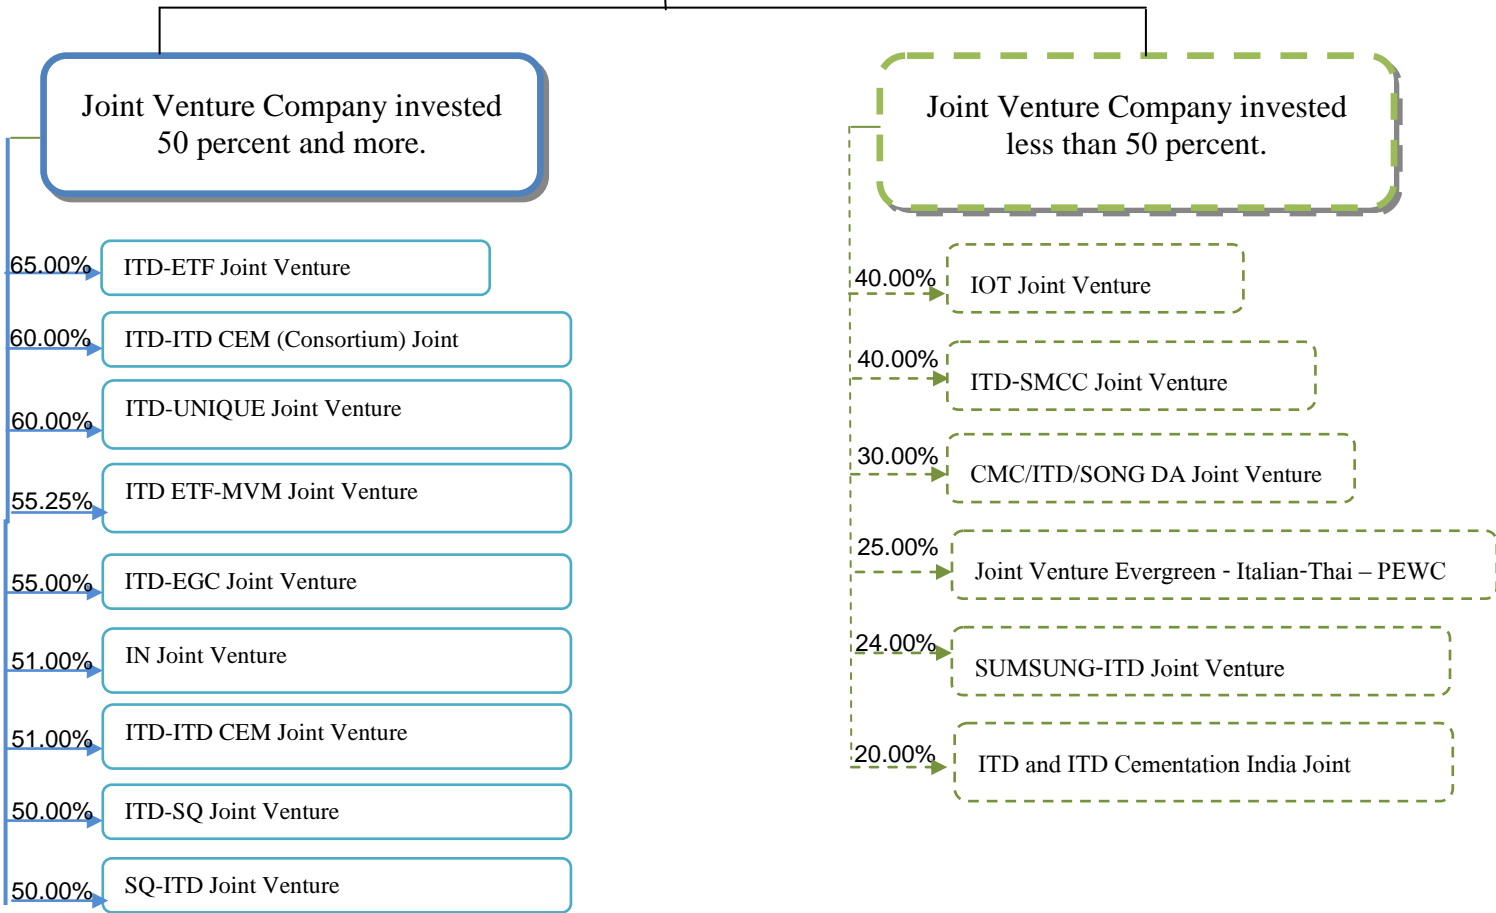 Joint Venture Company invested
50 percent and more.
65.00%
ITD-ETF Joint Venture
60.00%
ITD-ITD CEM (Consortium) Joint
60.00%
ITD-UNIQUE Joint Venture
55.25%
ITD ETF-MVM Joint Venture
55.00%
ITD-EGC Joint Venture
51.00%
IN Joint Venture
51.00%
ITD-ITD CEM Joint Venture
50.00%
ITD-SQ Joint Venture
50.00%
SQ-ITD Joint Venture
Joint Venture Company invested
less than 50 percent.
40.00%
IOT Joint Venture
40.00%
ITD-SMCC Joint Venture
30.00%
CMC/ITD/SONG DA Joint Venture
25.00%
Joint Venture Evergreen - Italian-Thai – PEWC
24.00%
SUMSUNG-ITD Joint Venture
20.00%
ITD and ITD Cementation India Joint